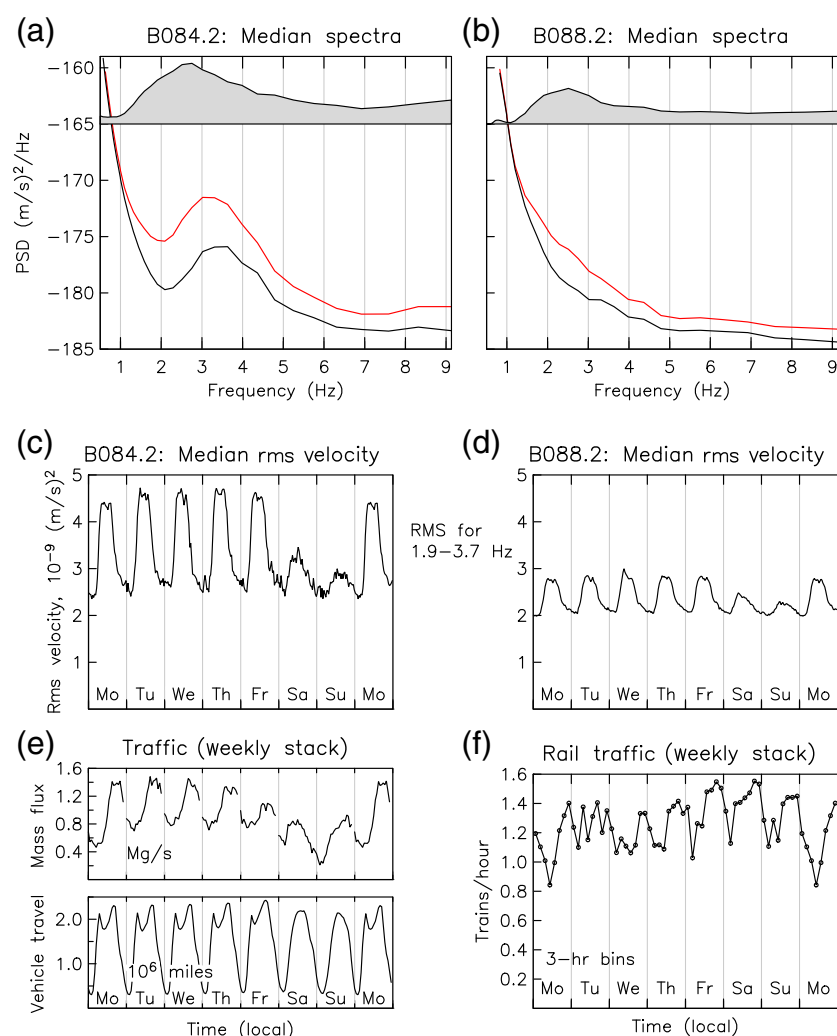 (a) B084.2: Median spectra
−160
−165
−170
−175
−180
−185
PSD (m/s)²/Hz
1 2 3 4 5 6 7 8 9
Frequency (Hz)
(b) B088.2: Median spectra
1 2 3 4 5 6 7 8 9
Frequency (Hz)
(c) B084.2: Median rms velocity
5
4
3
2
1
Rms velocity, 10⁻⁹ (m/s)²
Mo Tu We Th Fr Sa Su Mo
RMS for
1.9−3.7 Hz
(d) B088.2: Median rms velocity
5
4
3
2
1
Mo Tu We Th Fr Sa Su Mo
(e) Traffic (weekly stack)
1.6
1.2
0.8
0.4
Mass flux
Mg/s
2.0
1.0
Vehicle travel
10⁶ miles
Mo Tu We Th Fr Sa Su Mo
Time (local)
(f) Rail traffic (weekly stack)
1.6
1.4
1.2
1.0
0.8
0.6
0.4
0.2
Trains/hour
3-hr bins
Mo Tu We Th Fr Sa Su Mo
Time (local)